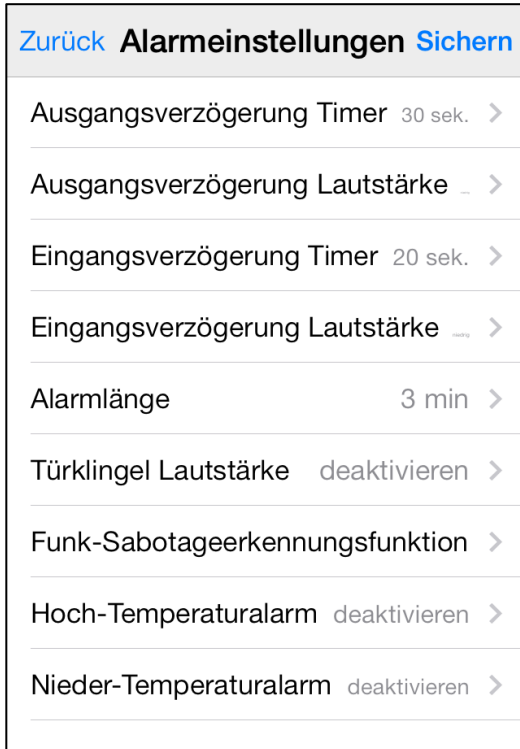 Zurück Alarmeinstellungen Sichern
Ausgangsverzögerung Timer 30 sek.
Ausgangsverzögerung Lautstärke
Eingangsverzögerung Timer 20 sek.
Eingangsverzögerung Lautstärke
Alarmlänge 3 min
Türklingel Lautstärke deaktivieren
Funk-Sabotageerkennungsfunktion
Hoch-Temperaturalarm deaktivieren
Nieder-Temperaturalarm deaktivieren